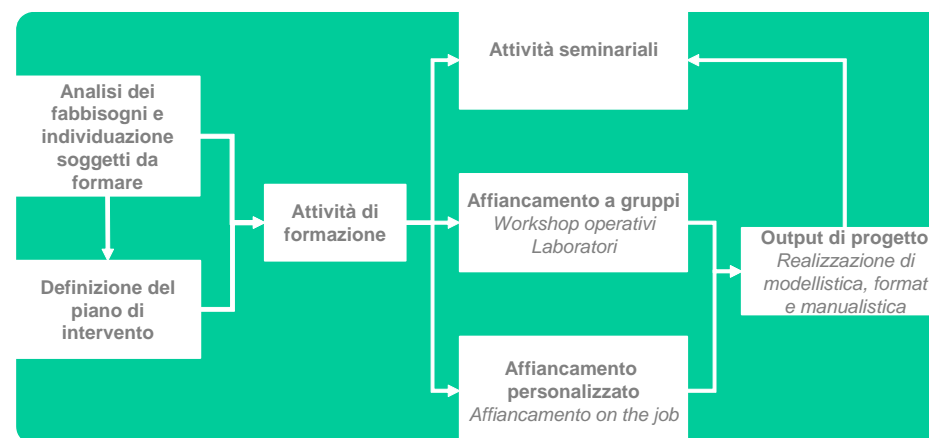 Analisi dei
fabbisogni e
individuazione
soggetti da
formare
Definizione del
piano di
intervento
Attività di
formazione
Attività seminariali
Affiancamento a gruppi
Workshop operativi
Laboratori
Affiancamento
personalizzato
Affiancamento on the job
Output di progetto
Realizzazione di
modellistica, format
e manualistica